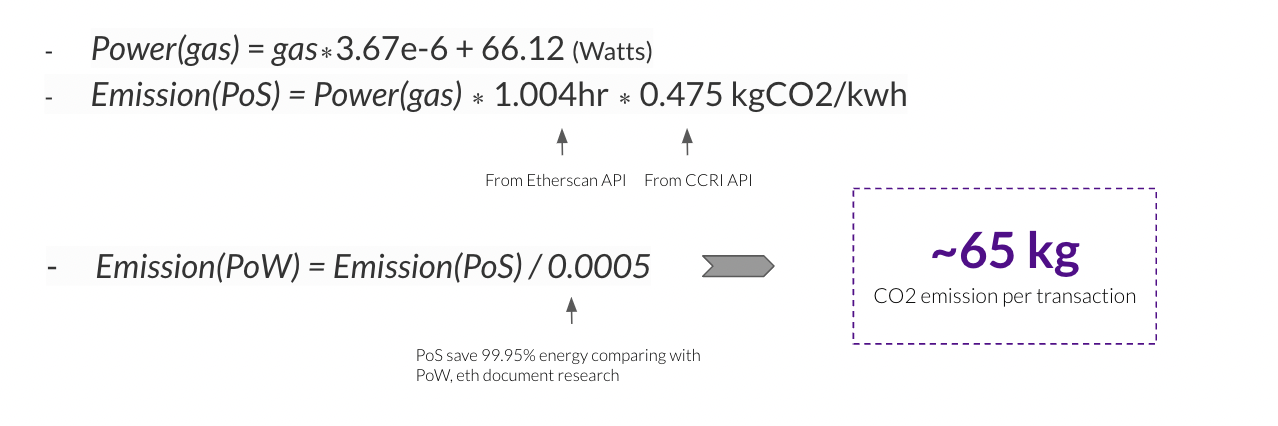 - Power(gas) = gas*3.67e-6 + 66.12 (Watts)
- Emission(PoS) = Power(gas) * 1.004hr * 0.475 kgCO2/kwh
From Etherscan API From CCRI API
- Emission(PoW) = Emission(PoS) / 0.0005
~65 kg
CO2 emission per transaction
PoS save 99.95% energy comparing with
PoW, eth document research